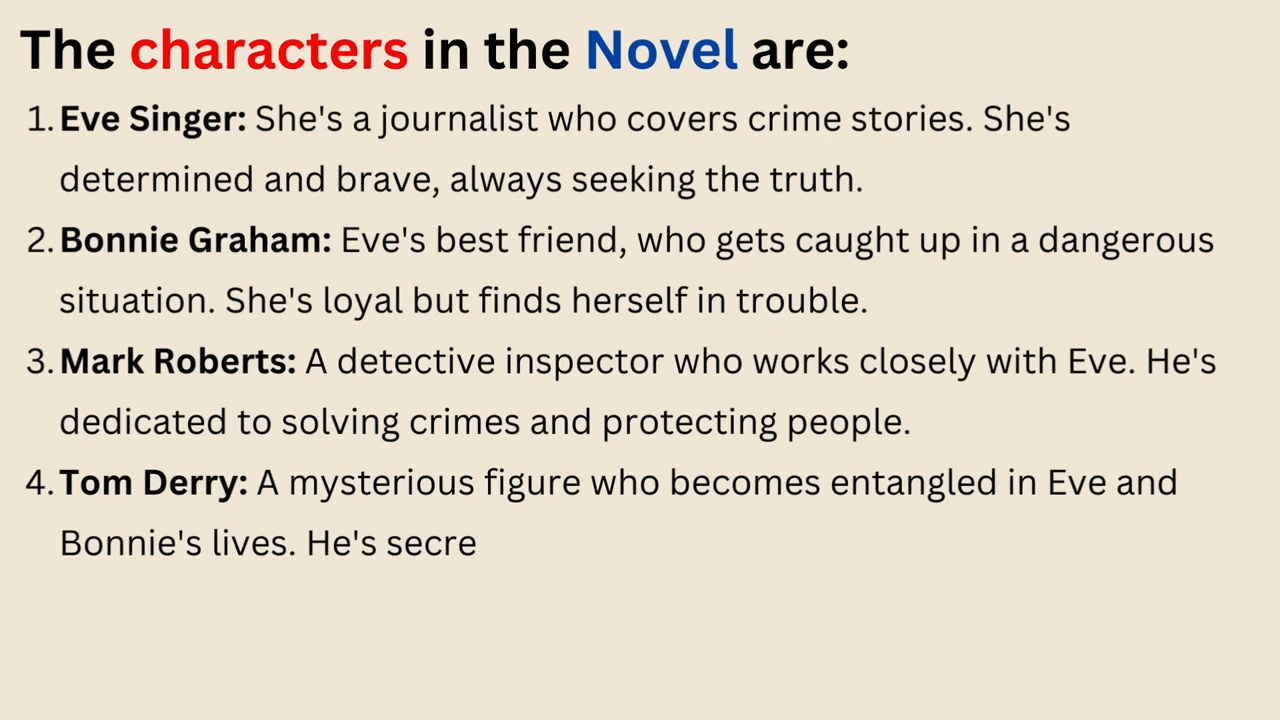 The characters in the Novel are:
1. Eve Singer: She's a journalist who covers crime stories. She's
determined and brave, always seeking the truth.
2. Bonnie Graham: Eve's best friend, who gets caught up in a dangerous
situation. She's loyal but finds herself in trouble.
3. Mark Roberts: A detective inspector who works closely with Eve. He's
dedicated to solving crimes and protecting people.
4. Tom Derry: A mysterious figure who becomes entangled in Eve and
Bonnie's lives. He's secre